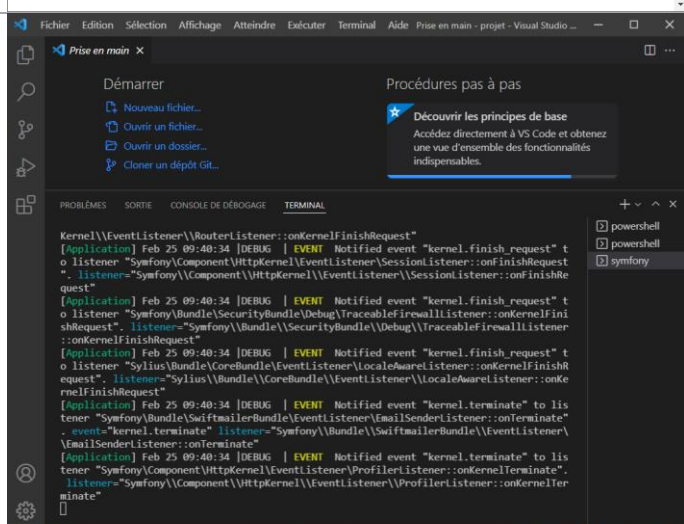 Fichier Edition Sélection Affichage Atteindre Exécuter Terminal Aide Prise en main - projet - Visual Studio ...
Prise en main
Démarrer
Nouveau fichier...
Ouvrir un fichier...
Ouvrir un dossier...
Cloner un dépôt Git...
Procédures pas à pas
Découvrir les principes de base
Accédez directement à VS Code et obtenez
une vue d'ensemble des fonctionnalités
indispensables.
PROBLÈMES SORTIE CONSOLE DE DÉBOGAGE TERMINAL
Kernel\\EventListener\\RouterListener::onKernelFinishRequest"
[Application] Feb 25 09:40:34 |DEBUG | EVENT Notified event "kernel.finish_request" t
o listener "Symfony\Component\HttpKernel\EventListener\SessionListener::onFinishRequest
". listener="Symfony\\Component\\HttpKernel\\EventListener\\SessionListener::onFinishRe
quest"
[Application] Feb 25 09:40:34 |DEBUG | EVENT Notified event "kernel.finish_request" t
o listener "Symfony\Bundle\SecurityBundle\Debug\TraceableFirewallListener::onKernelFini
shRequest". listener="Symfony\\Bundle\\SecurityBundle\\Debug\\TraceableFirewallListener
::onKernelFinishRequest"
[Application] Feb 25 09:40:34 |DEBUG | EVENT Notified event "kernel.finish_request" t
o listener "Sylius\Bundle\CoreBundle\EventListener\LocaleAwareListener::onKernelFinishR
equest". listener="Sylius\\Bundle\\CoreBundle\\EventListener\\LocaleAwareListener::onKe
rnelFinishRequest"
[Application] Feb 25 09:40:34 |DEBUG | EVENT Notified event "kernel.terminate" to lis
tener "Symfony\Bundle\SwiftmailerBundle\EventListener\EmailSenderListener::onTerminate"
. event="kernel.terminate" listener="Symfony\\Bundle\\SwiftmailerBundle\\EventListener\
\EmailSenderListener::onTerminate"
[Application] Feb 25 09:40:34 |DEBUG | EVENT Notified event "kernel.terminate" to lis
tener "Symfony\Component\HttpKernel\EventListener\ProfilerListener::onKernelTerminate".
listener="Symfony\\Component\\HttpKernel\\EventListener\\ProfilerListener::onKernelTer
minate"
powershell
powershell
symfony